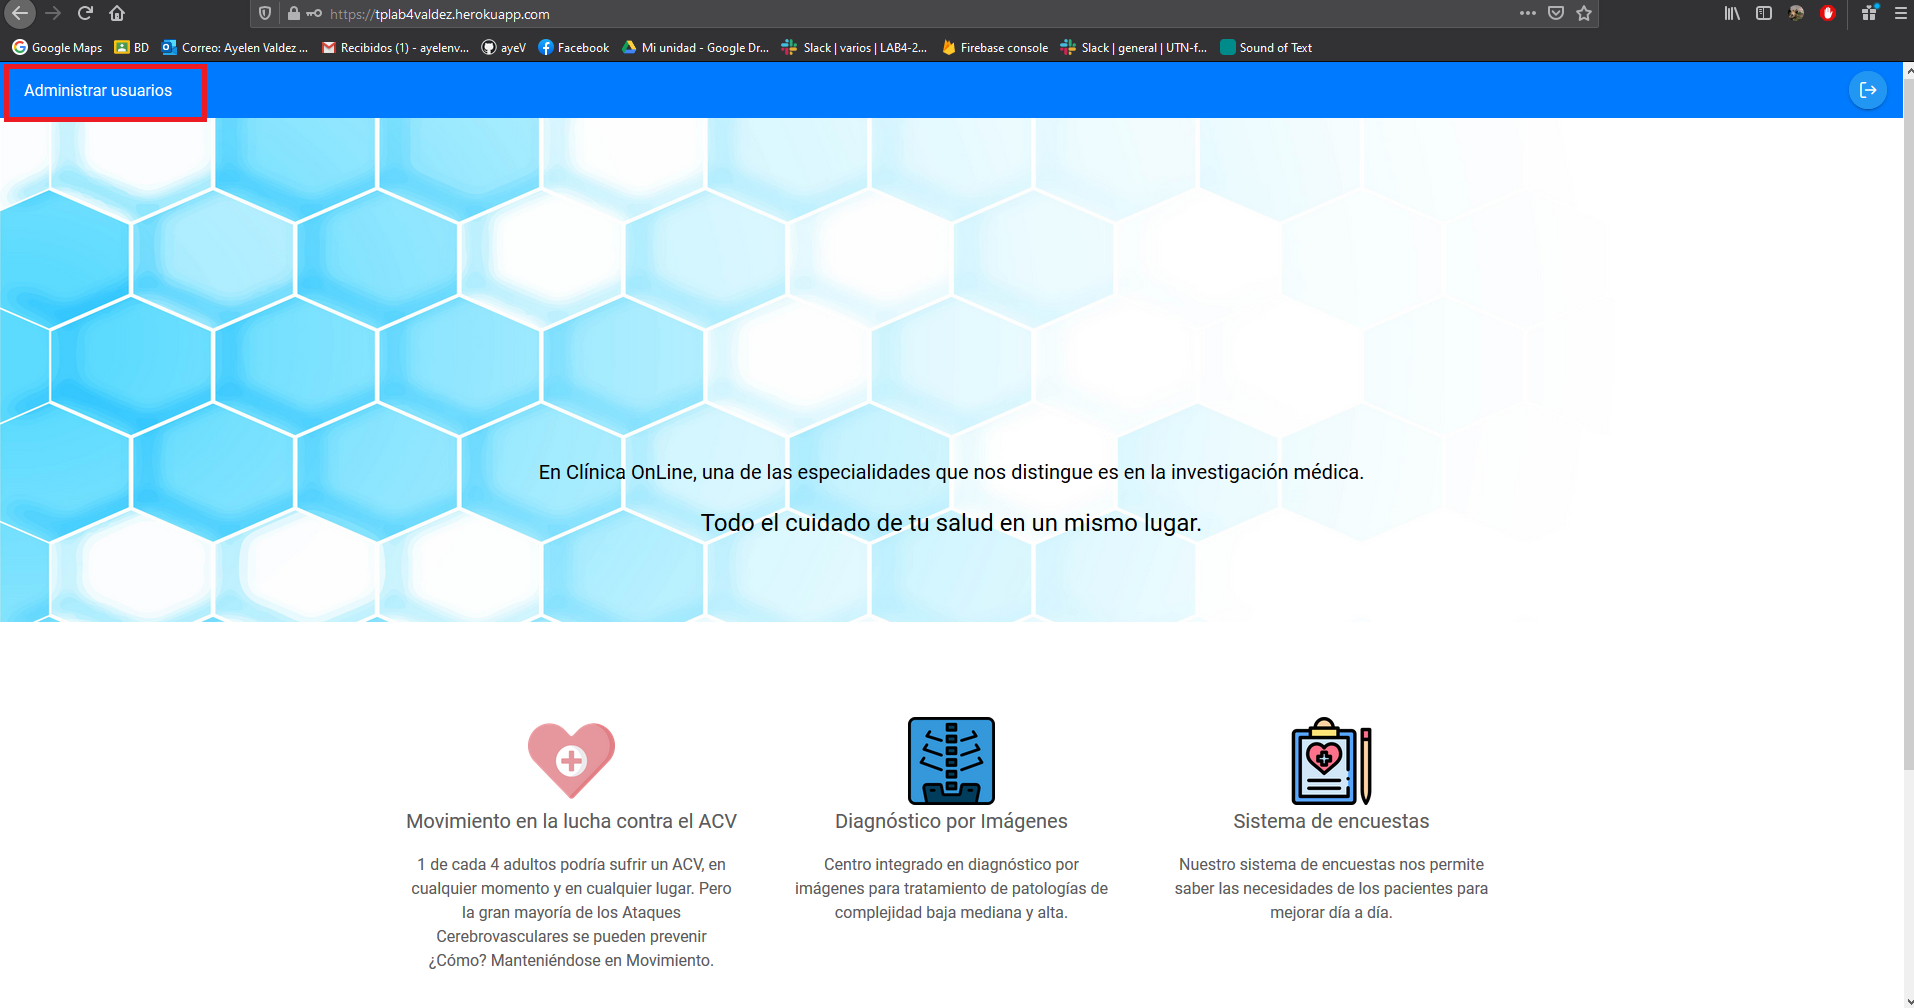 https://tplab4valdez.herokuapp.com
Google Maps BD Correo: Ayelen Valdez ... Recibidos (1) - ayelenv... ayeV Facebook Mi unidad - Google Dr... Slack | varios | LAB4-2... Firebase console Slack | general | UTN-f... Sound of Text
Administrar usuarios
En Clínica OnLine, una de las especialidades que nos distingue es en la investigación médica.
Todo el cuidado de tu salud en un mismo lugar.
Movimiento en la lucha contra el ACV
1 de cada 4 adultos podría sufrir un ACV, en
cualquier momento y en cualquier lugar. Pero
la gran mayoría de los Ataques
Cerebrovasculares se pueden prevenir
¿Cómo? Manteniéndose en Movimiento.
Diagnóstico por Imágenes
Centro integrado en diagnóstico por
imágenes para tratamiento de patologías de
complejidad baja mediana y alta.
Sistema de encuestas
Nuestro sistema de encuestas nos permite
saber las necesidades de los pacientes para
mejorar día a día.